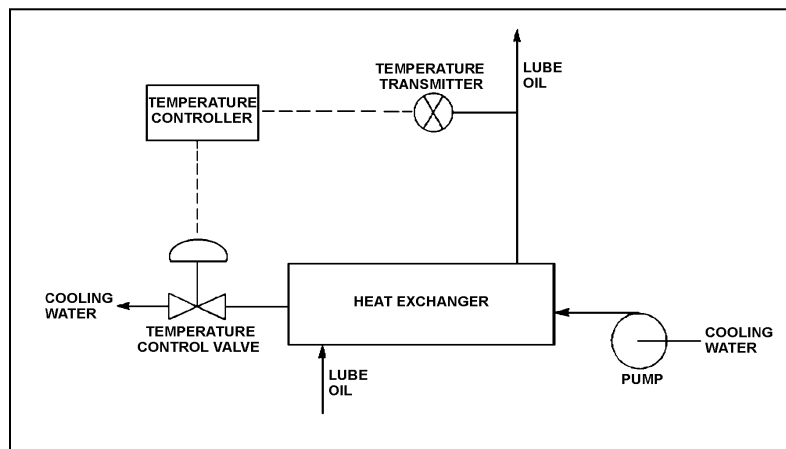 LUBE
OIL
TEMPERATURE
TRANSMITTER
TEMPERATURE
CONTROLLER
HEAT EXCHANGER
COOLING
WATER
TEMPERATURE
CONTROL VALVE
COOLING
WATER
PUMP
LUBE
OIL